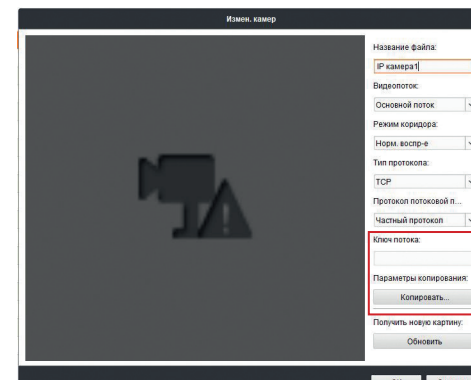 Измен. камер
Название файла:
IP камера1
Видеопоток:
Основной поток
Режим коридора:
Норм. воспр-е
Тип протокола:
TCP
Протокол потоковой п...
Частный протокол
Ключ потока:
Параметры копирования:
Копировать...
Получить новую картину:
Обновить